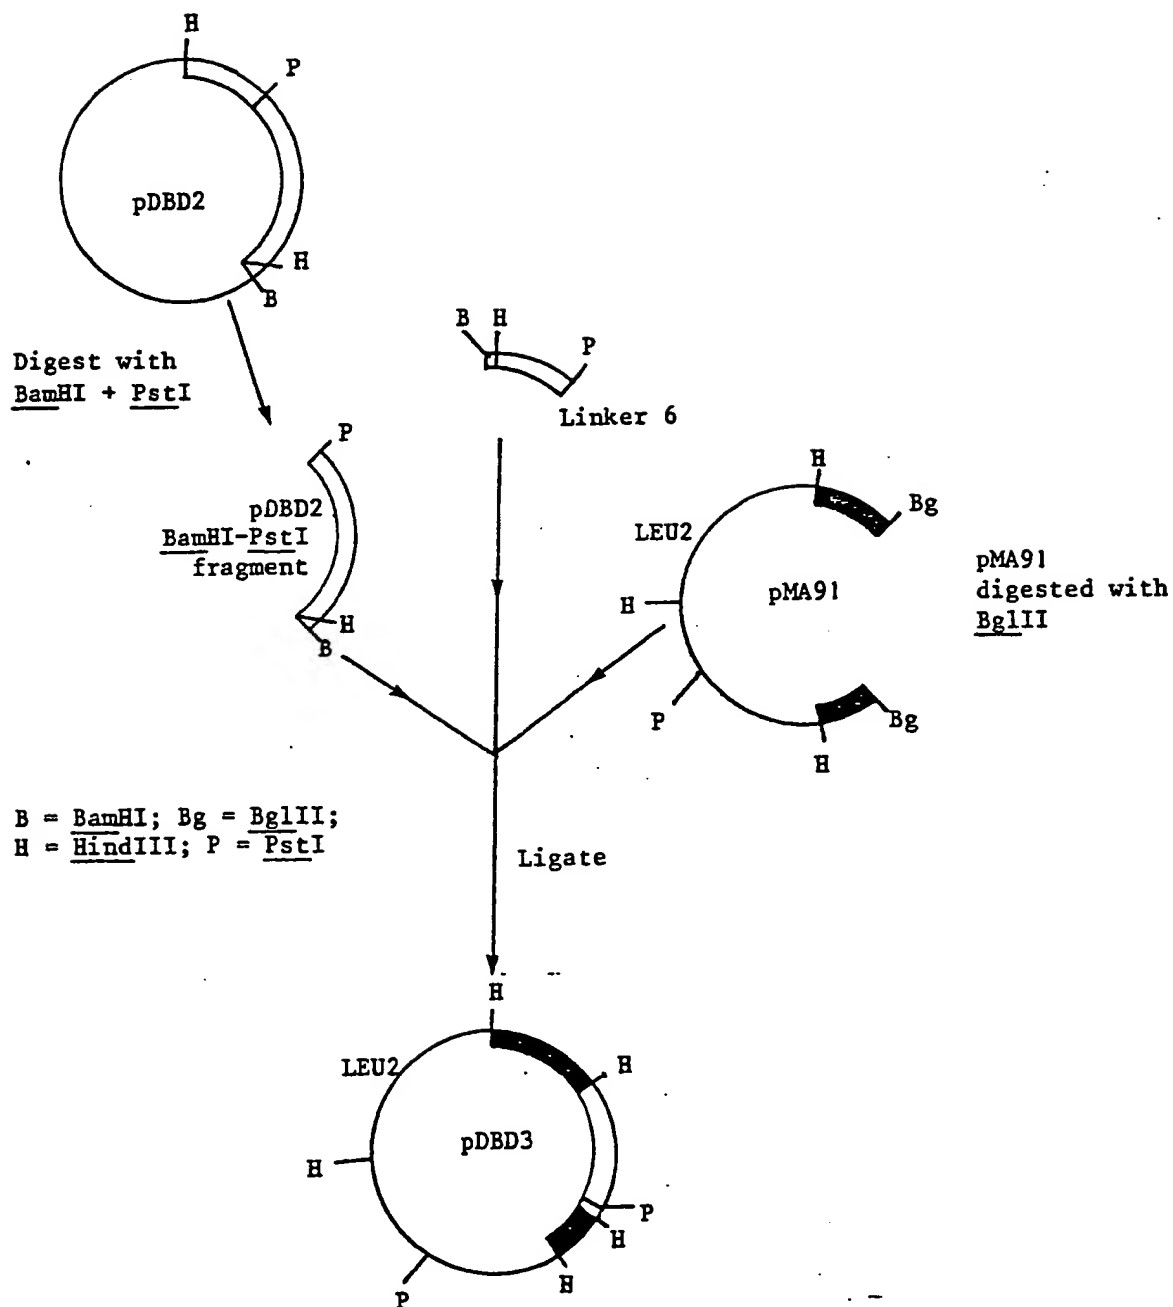 H
P
pDBD2
H
B
Digest with
BamHI + PstI
B H
P
Linker 6
P
pDBD2
BamHI-PstI
fragment
H
B
H
Bg
LEU2
pMA91
H
P
Bg
H
pMA91
digested with
BglII
B = BamHI; Bg = BglII;
H = HindIII; P = PstI
Ligate
H
LEU2
H
pDBD3
H
P
H
H
P